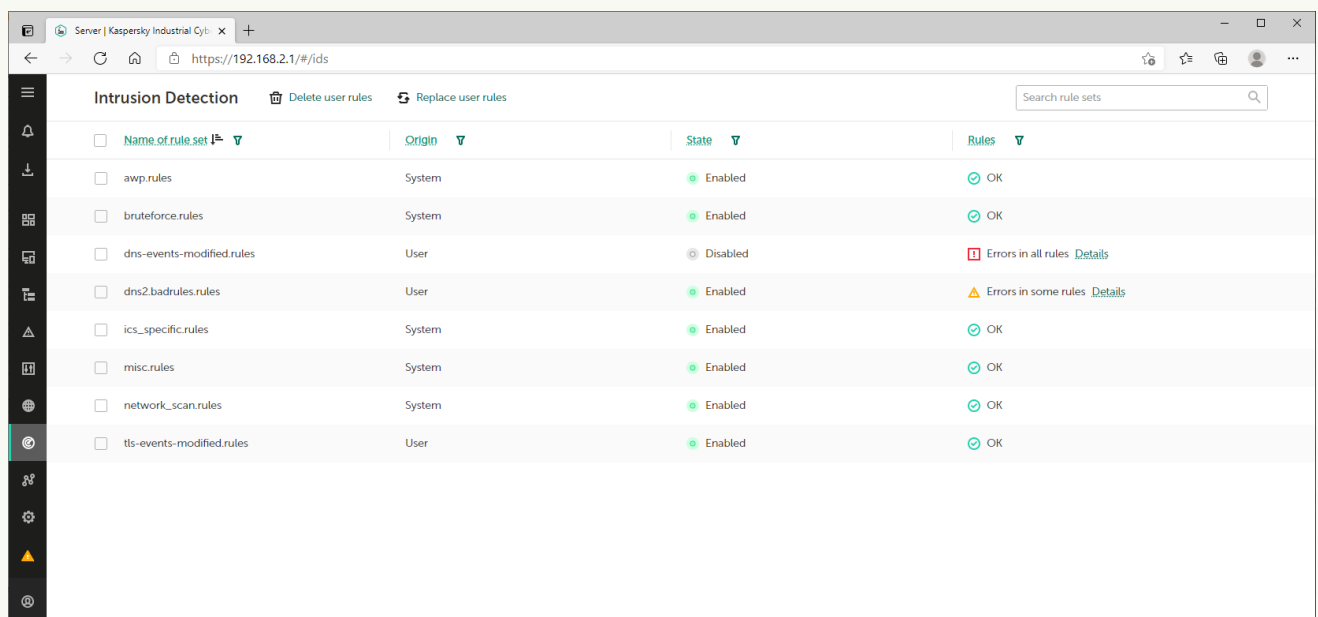 Server | Kaspersky Industrial Cyb
https://192.168.2.1/#/ids
Intrusion Detection Delete user rules Replace user rules Search rule sets
Name of rule set Origin State Rules
awp.rules System Enabled OK
bruteforce.rules System Enabled OK
dns-events-modified.rules User Disabled Errors in all rules Details
dns2.badrules.rules User Enabled Errors in some rules Details
ics_specific.rules System Enabled OK
misc.rules System Enabled OK
network_scan.rules System Enabled OK
tls-events-modified.rules User Enabled OK